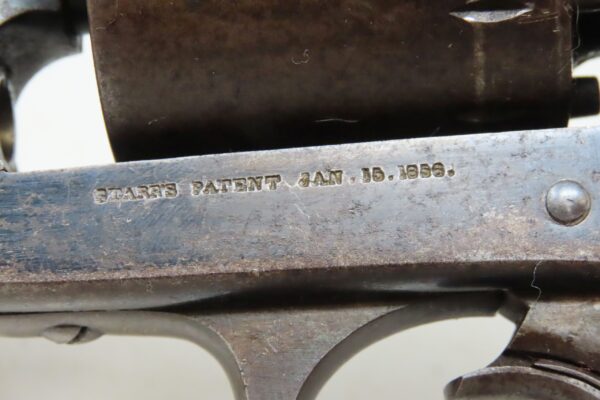 STARR'S PATENT JAN. 15. 1856.